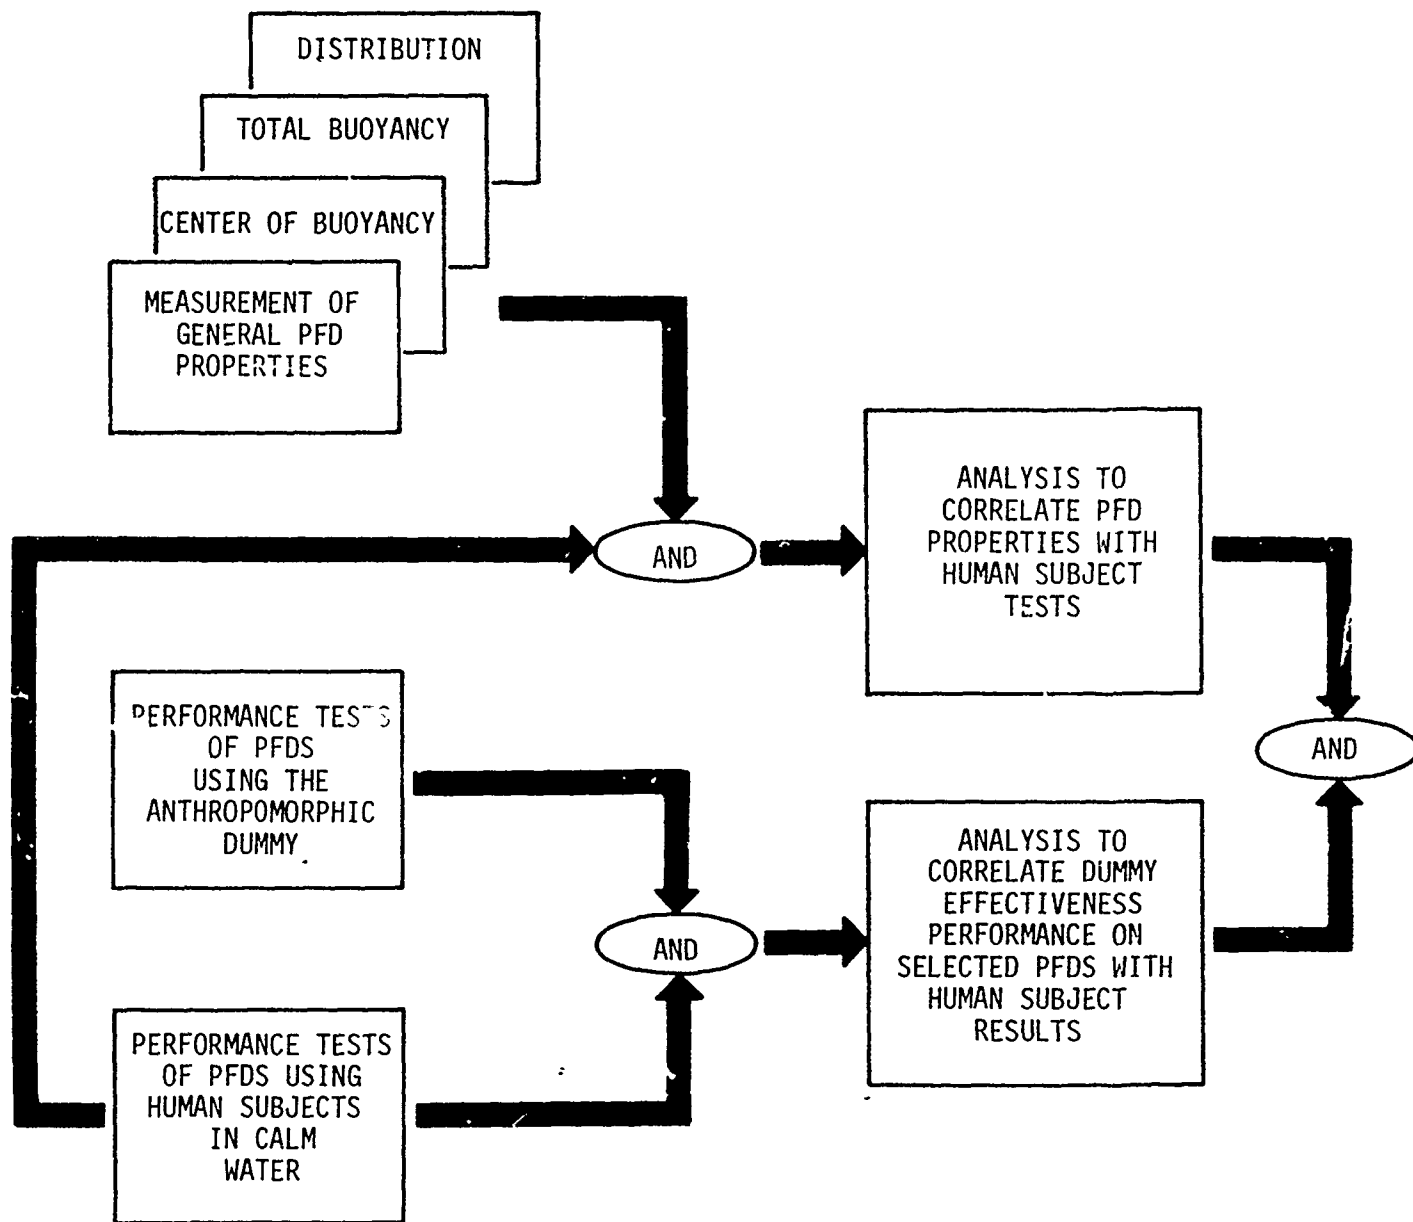 DISTRIBUTION
TOTAL BUOYANCY
CENTER OF BUOYANCY
MEASUREMENT OF
GENERAL PFD
PROPERTIES
AND
ANALYSIS TO
CORRELATE PFD
PROPERTIES WITH
HUMAN SUBJECT
TESTS
PERFORMANCE TESTS
OF PFDS
USING THE
ANTHROPOMORPHIC
DUMMY
AND
AND
ANALYSIS TO
CORRELATE DUMMY
EFFECTIVENESS
PERFORMANCE ON
SELECTED PFDS WITH
HUMAN SUBJECT
RESULTS
PERFORMANCE TESTS
OF PFDS USING
HUMAN SUBJECTS
IN CALM
WATER